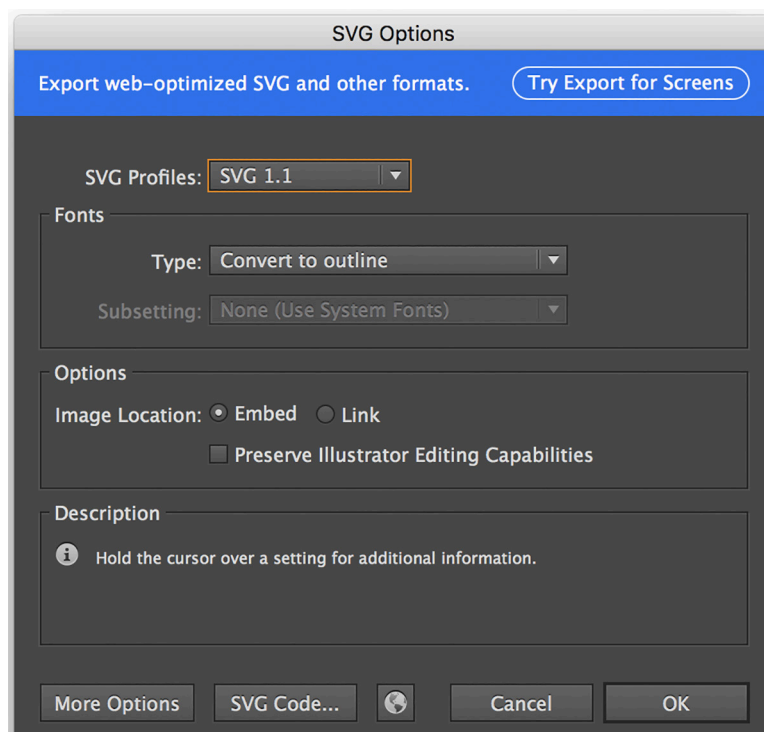 SVG Options
Export web-optimized SVG and other formats. Try Export for Screens
SVG Profiles: SVG 1.1
Fonts
Type: Convert to outline
Subsetting: None (Use System Fonts)
Options
Image Location: Embed Link
Preserve Illustrator Editing Capabilities
Description
Hold the cursor over a setting for additional information.
More Options SVG Code... Cancel OK